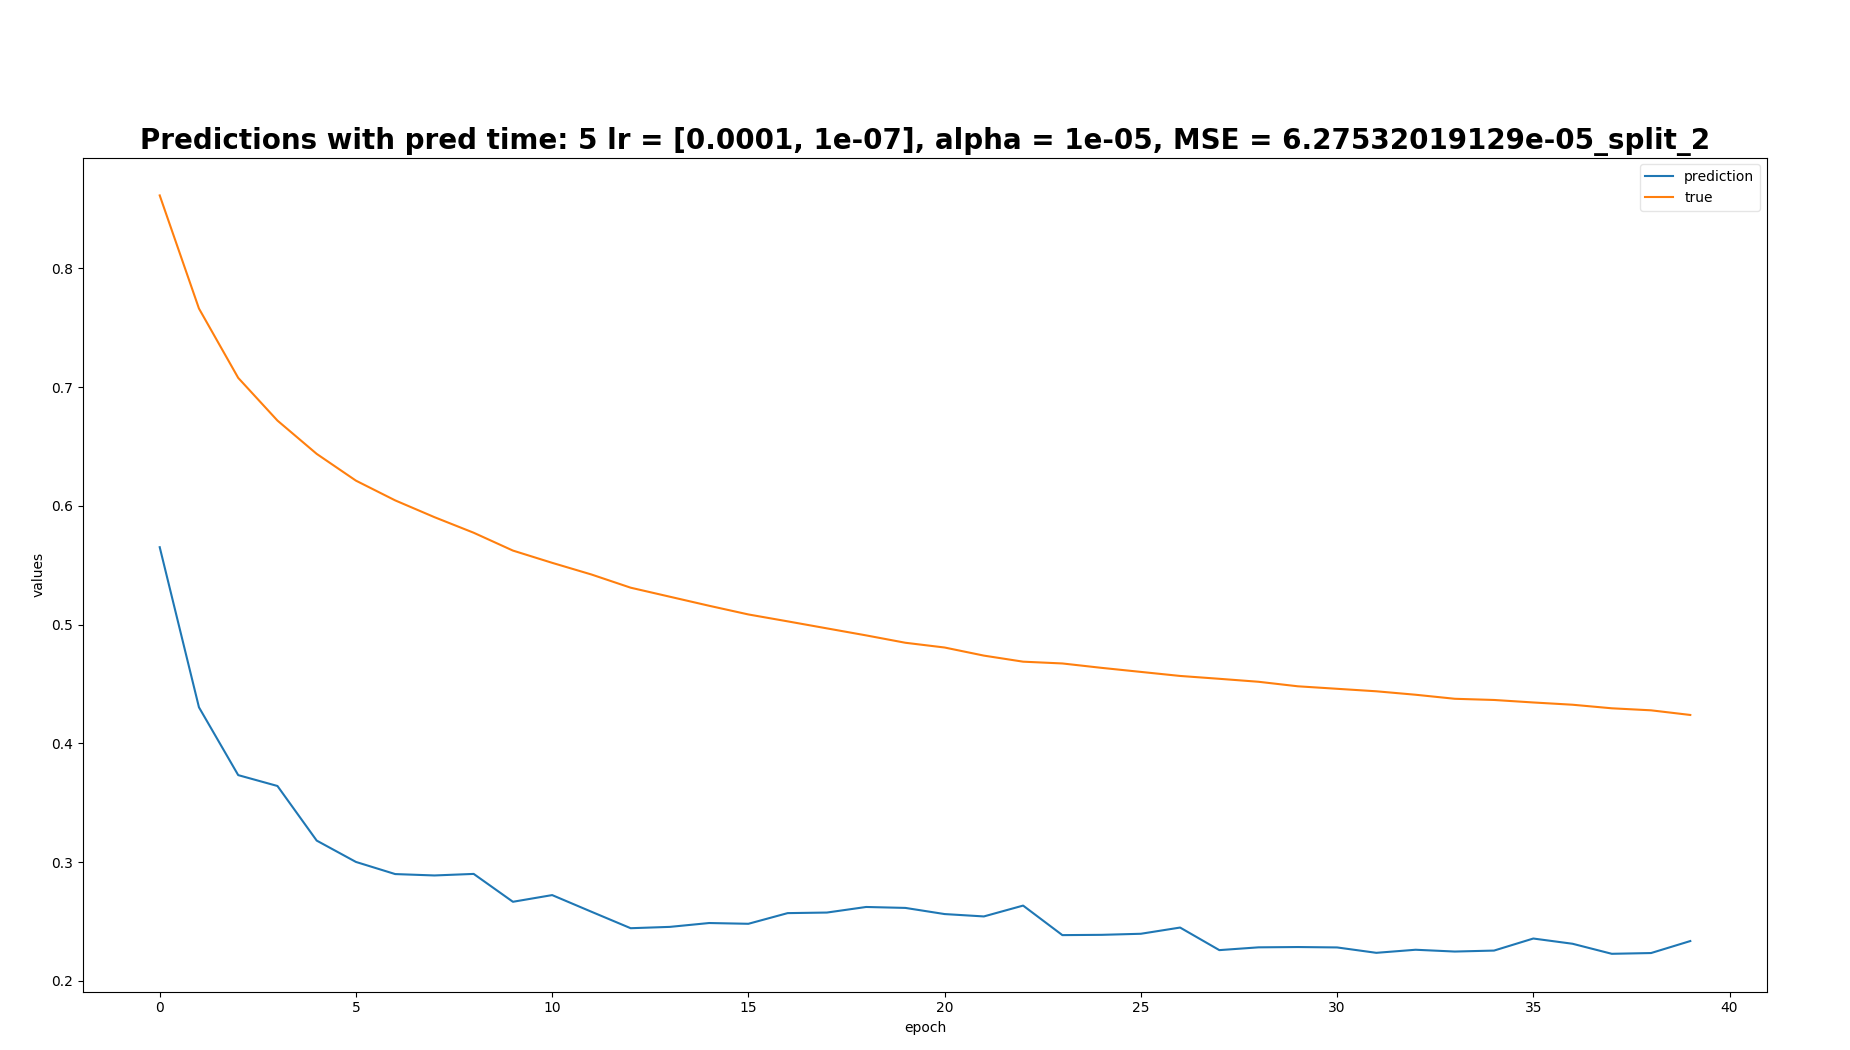 Predictions with pred time: 5 lr = [0.0001, 1e-07], alpha = 1e-05, MSE = 6.27532019129e-05_split_2
prediction
true
values
0.8
0.7
0.6
0.5
0.4
0.3
0.2
0 5 10 15 20 25 30 35 40
epoch